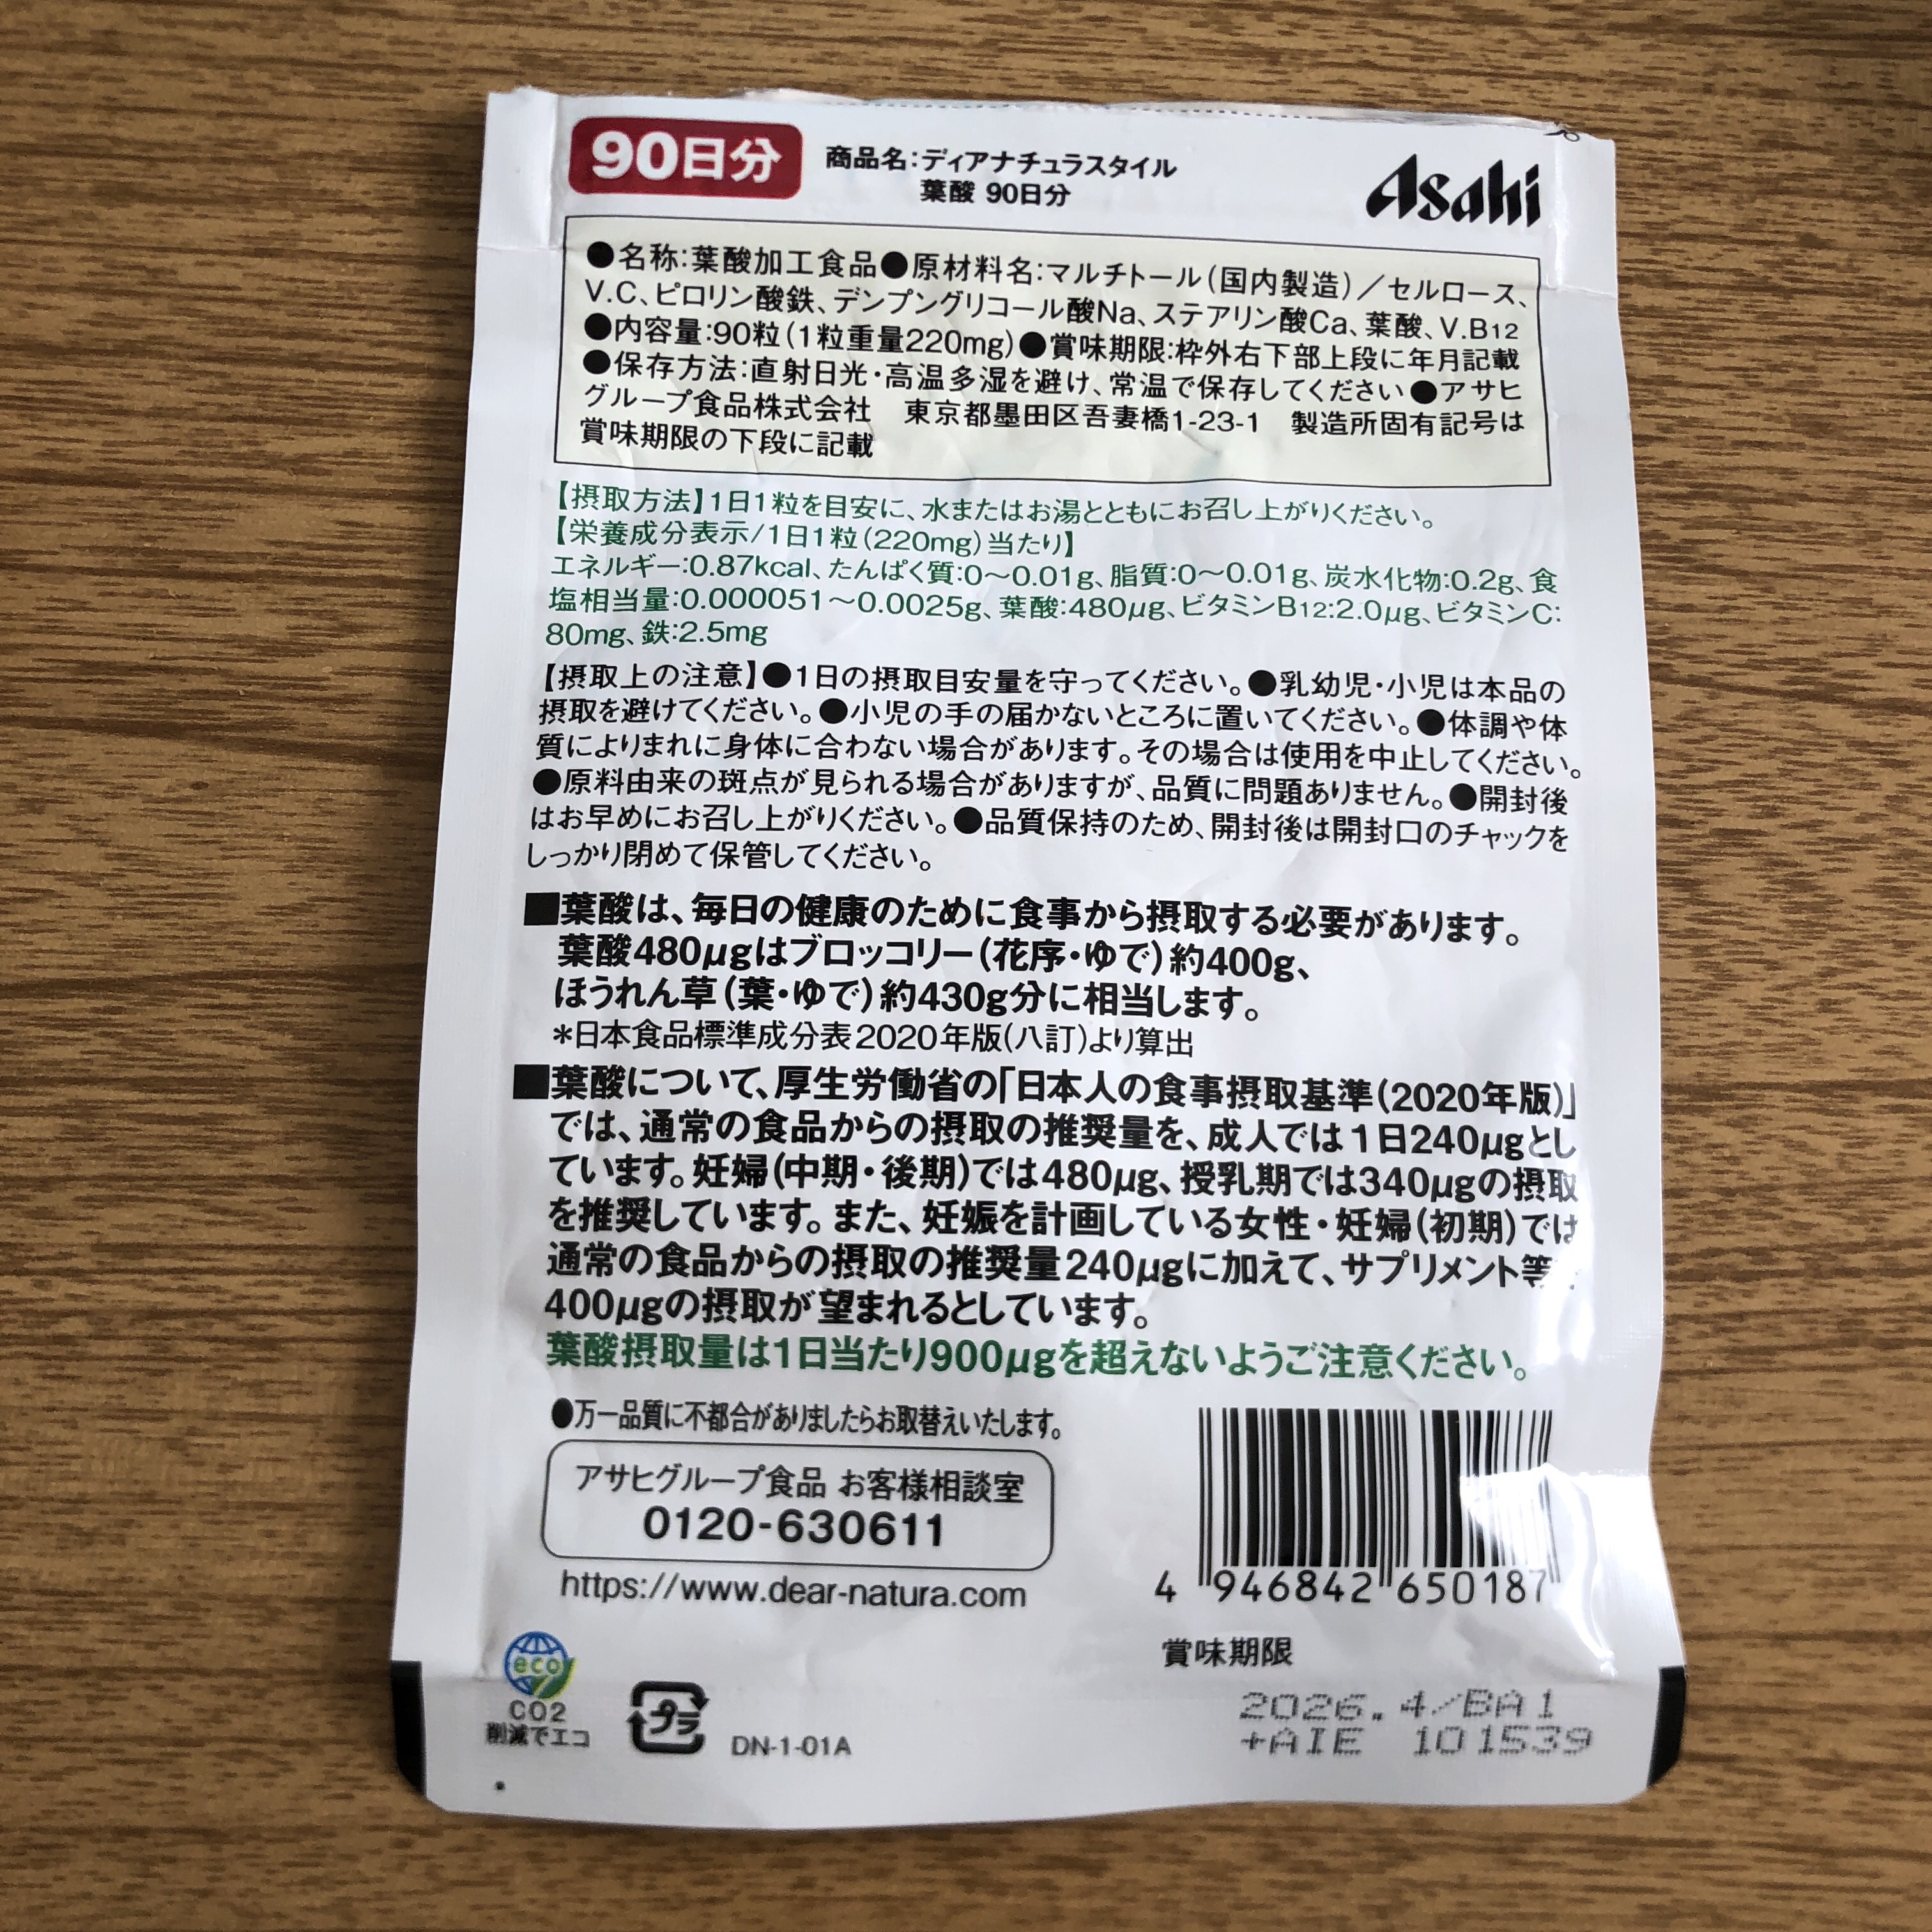 90日分
商品名:ディアナチュラスタイル
葉酸 90日分
Asahi
●名称:葉酸加工食品●原材料名:マルチトール(国内製造)/セルロース、
V.C、ピロリン酸鉄、デンプングリコール酸Na、ステアリン酸Ca、葉酸、V.B12
●内容量:90粒(1粒重量220mg)●賞味期限:枠外右下部上段に年月記載
●保存方法:直射日光・高温多湿を避け、常温で保存してください●アサヒ
グループ食品株式会社 東京都墨田区吾妻橋1-23-1 製造所固有記号は
賞味期限の下段に記載
【摂取方法】1日1粒を目安に、水またはお湯とともにお召し上がりください。
【栄養成分表示/1日1粒(220mg)当たり】
エネルギー:0.87kcal、たんぱく質:0〜0.01g、脂質:0〜0.01g、炭水化物:0.2g、食
塩相当量:0.000051〜0.0025g、葉酸:480μg、ビタミンB12:2.0μg、ビタミンC:
80mg、鉄:2.5mg
【摂取上の注意】●1日の摂取目安量を守ってください。●乳幼児・小児は本品の
摂取を避けてください。●小児の手の届かないところに置いてください。●体調や体
質によりまれに身体に合わない場合があります。その場合は使用を中止してください。
●原料由来の斑点が見られる場合がありますが、品質に問題ありません。●開封後
はお早めにお召し上がりください。●品質保持のため、開封後は開封口のチャックを
しっかり閉めて保管してください。
■葉酸は、毎日の健康のために食事から摂取する必要があります。
葉酸480μgはブロッコリー(花序・ゆで)約400g、
ほうれん草(葉・ゆで)約430g分に相当します。
*日本食品標準成分表2020年版(八訂)より算出
■葉酸について、厚生労働省の「日本人の食事摂取基準(2020年版)」
では、通常の食品からの摂取の推奨量を、成人では1日240μgとし
ています。妊婦(中期・後期)では480μg、授乳期では340μgの摂取
を推奨しています。また、妊娠を計画している女性・妊婦(初期)では
通常の食品からの摂取の推奨量240μgに加えて、サプリメント等
400μgの摂取が望まれるとしています。
葉酸摂取量は1日当たり900μgを超えないようご注意ください。
●万一品質に不都合がありましたらお取替えいたします。
アサヒグループ食品 お客様相談室
0120-630611
https://www.dear-natura.com
4 946842 650187
賞味期限
2026.4/BA1
+AIE 101539
eco
CO2
削減でエコ
プラ
DN-1-01A